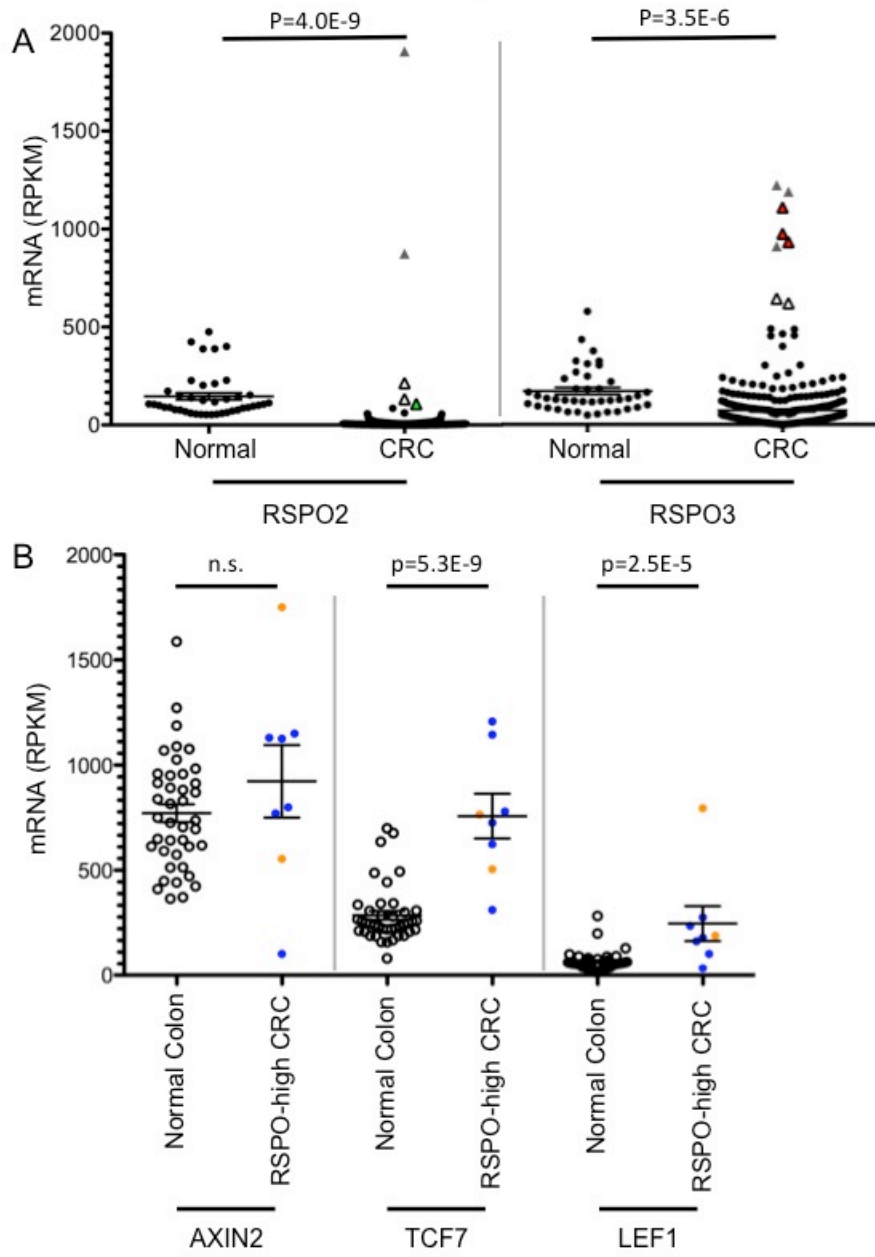 A
P=4.0E-9
P=3.5E-6
mRNA (RPKM)
2000
1500
1000
500
0
Normal
CRC
Normal
CRC
RSPO2
RSPO3
B
n.s.
p=5.3E-9
p=2.5E-5
mRNA (RPKM)
2000
1500
1000
500
0
Normal Colon
RSPO-high CRC
Normal Colon
RSPO-high CRC
Normal Colon
RSPO-high CRC
AXIN2
TCF7
LEF1